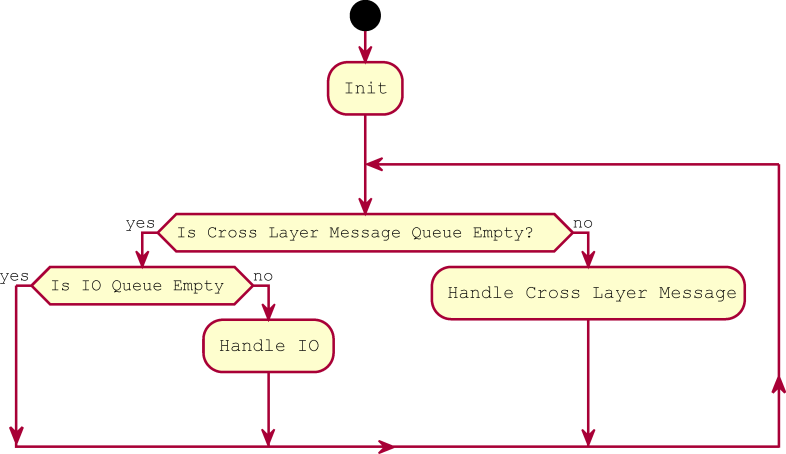 Init
yes
Is Cross Layer Message Queue Empty?
no
yes
Is IO Queue Empty
no
Handle Cross Layer Message
Handle IO